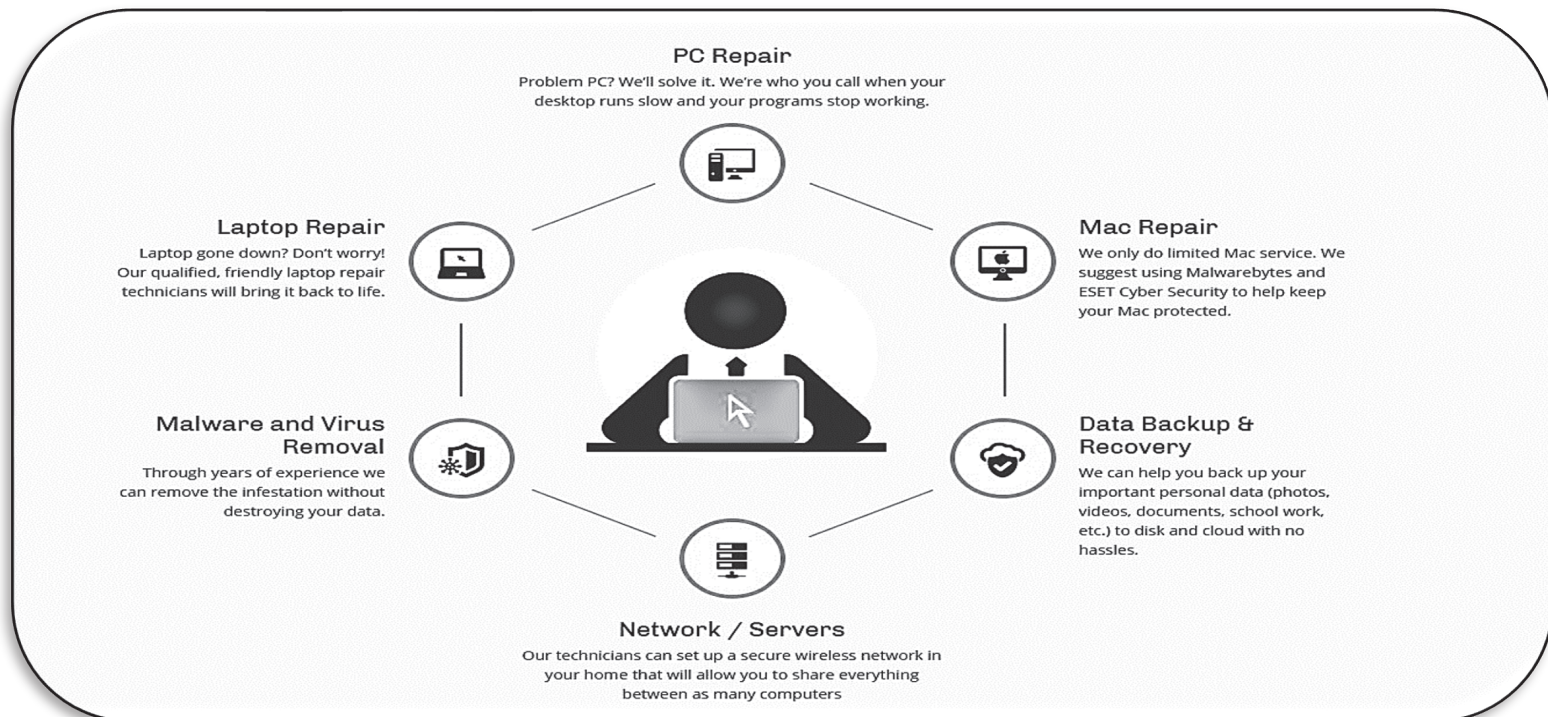 PC Repair
Problem PC? We'll solve it. We're who you call when your
desktop runs slow and your programs stop working.
Laptop Repair
Laptop gone down? Don't worry!
Our qualified, friendly laptop repair
technicians will bring it back to life.
Mac Repair
We only do limited Mac service. We
suggest using Malwarebytes and
ESET Cyber Security to help keep
your Mac protected.
Malware and Virus
Removal
Through years of experience we
can remove the infestation without
destroying your data.
Data Backup &
Recovery
We can help you back up your
important personal data (photos,
videos, documents, school work,
etc.) to disk and cloud with no
hassles.
Network / Servers
Our technicians can set up a secure wireless network in
your home that will allow you to share everything
between as many computers